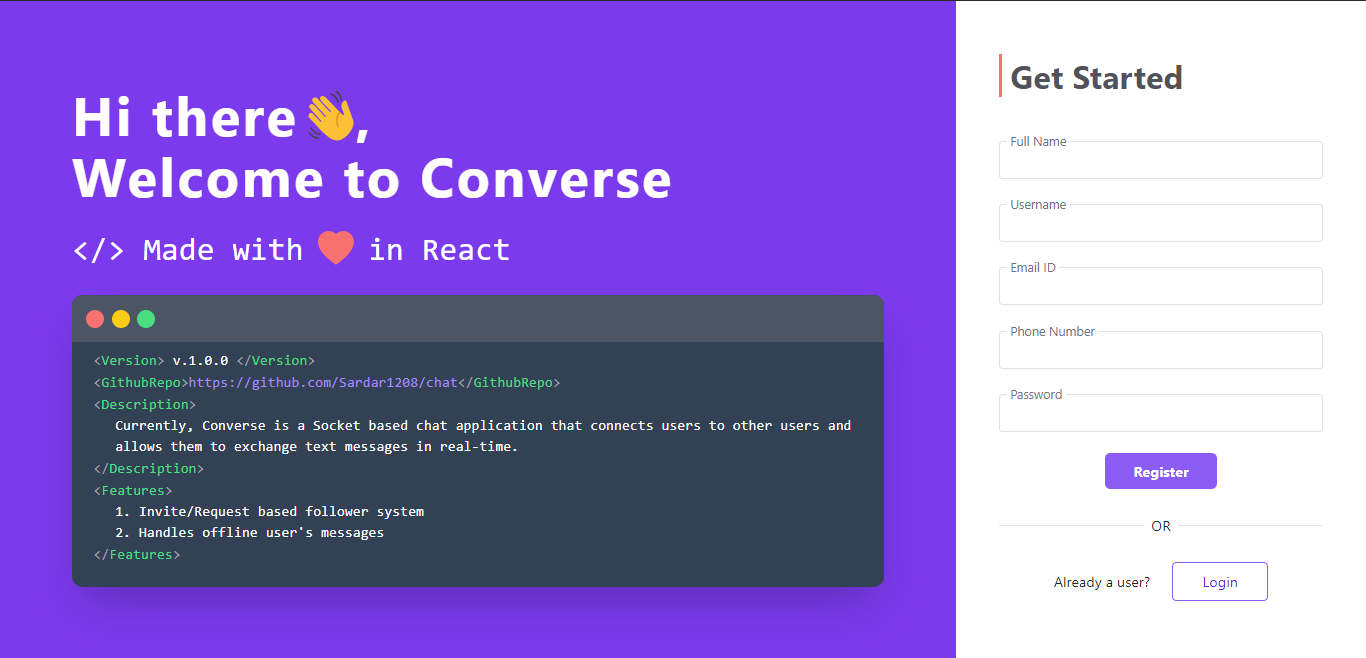 Hi there👋,
Welcome to Converse
</> Made with ❤ in React
<Version> v.1.0.0 </Version>
<GithubRepo>https://github.com/Sardar1208/chat</GithubRepo>
<Description>
Currently, Converse is a Socket based chat application that connects users to other users and
allows them to exchange text messages in real-time.
</Description>
<Features>
1. Invite/Request based follower system
2. Handles offline user's messages
</Features>
Get Started
Full Name
Username
Email ID
Phone Number
Password
Register
OR
Already a user?
Login